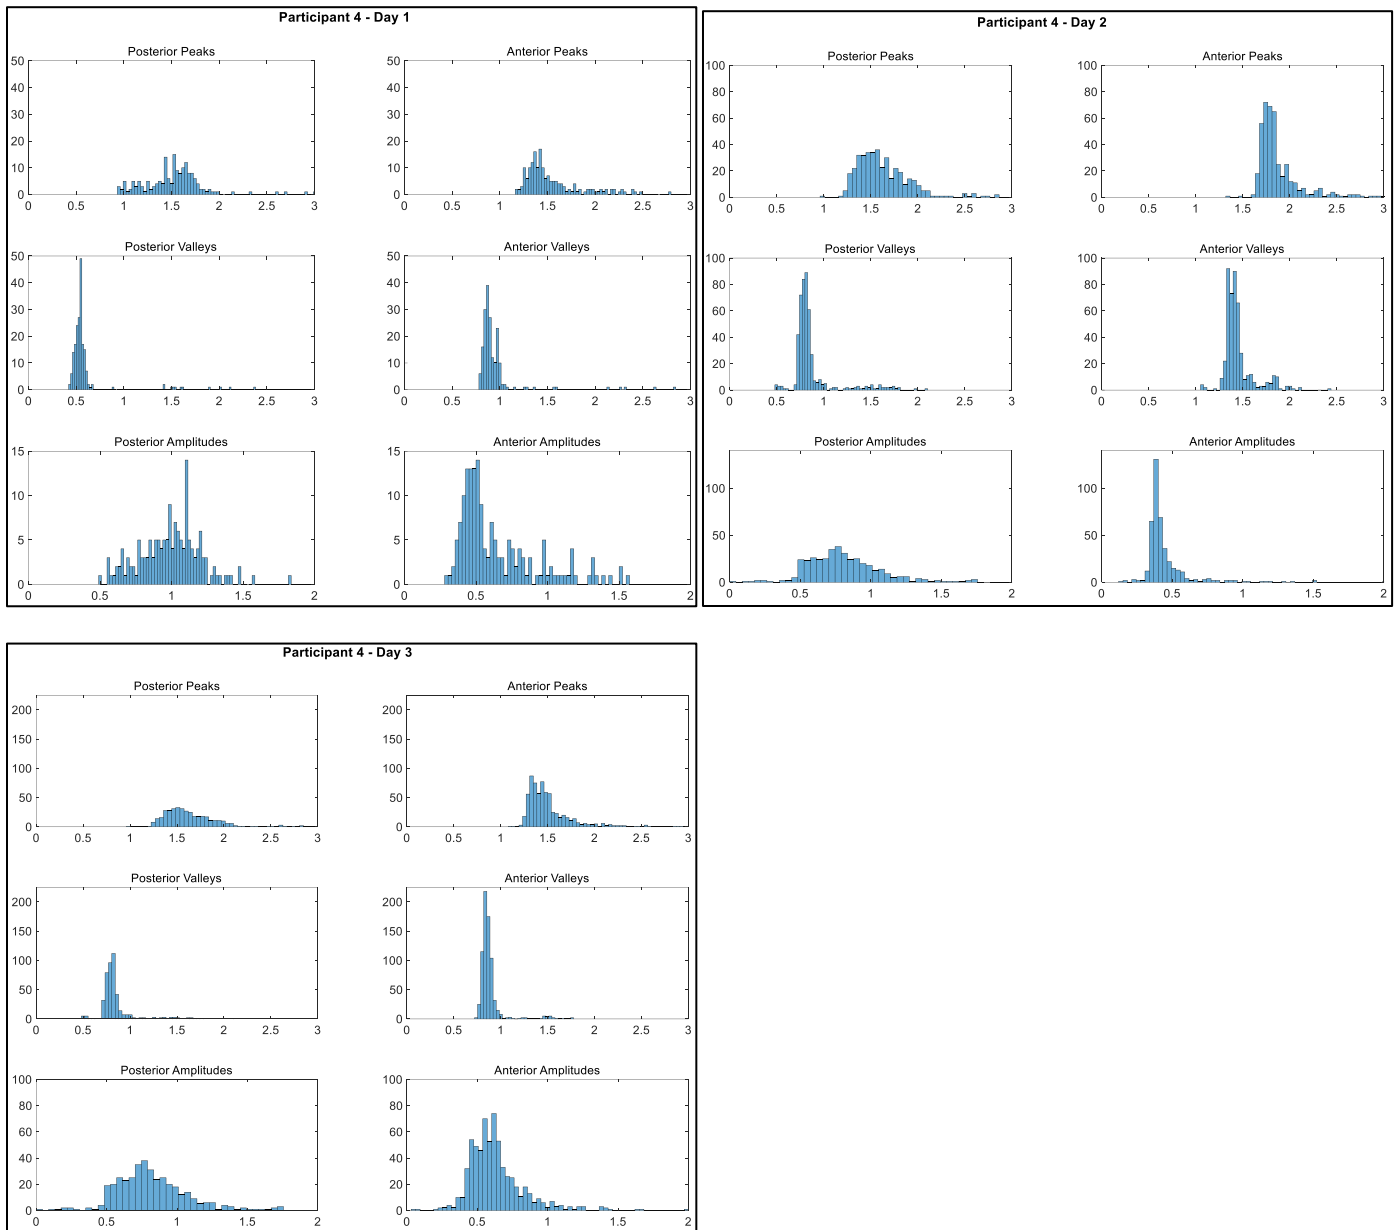 Participant 4 - Day 1
Posterior Peaks
50
40
30
20
10
0
0 0.5 1 1.5 2 2.5 3
Anterior Peaks
50
40
30
20
10
0
0 0.5 1 1.5 2 2.5 3
Posterior Valleys
50
40
30
20
10
0
0 0.5 1 1.5 2 2.5 3
Anterior Valleys
50
40
30
20
10
0
0 0.5 1 1.5 2 2.5 3
Posterior Amplitudes
15
10
5
0
0 0.5 1 1.5 2
Anterior Amplitudes
15
10
5
0
0 0.5 1 1.5 2
Participant 4 - Day 2
Posterior Peaks
100
80
60
40
20
0
0 0.5 1 1.5 2 2.5 3
Anterior Peaks
100
80
60
40
20
0
0 0.5 1 1.5 2 2.5 3
Posterior Valleys
100
80
60
40
20
0
0 0.5 1 1.5 2 2.5 3
Anterior Valleys
100
80
60
40
20
0
0 0.5 1 1.5 2 2.5 3
Posterior Amplitudes
100
50
0
0 0.5 1 1.5 2
Anterior Amplitudes
100
50
0
0 0.5 1 1.5 2
Participant 4 - Day 3
Posterior Peaks
200
150
100
50
0
0 0.5 1 1.5 2 2.5 3
Anterior Peaks
200
150
100
50
0
0 0.5 1 1.5 2 2.5 3
Posterior Valleys
200
150
100
50
0
0 0.5 1 1.5 2 2.5 3
Anterior Valleys
200
150
100
50
0
0 0.5 1 1.5 2 2.5 3
Posterior Amplitudes
100
80
60
40
20
0
0 0.5 1 1.5 2
Anterior Amplitudes
100
80
60
40
20
0
0 0.5 1 1.5 2